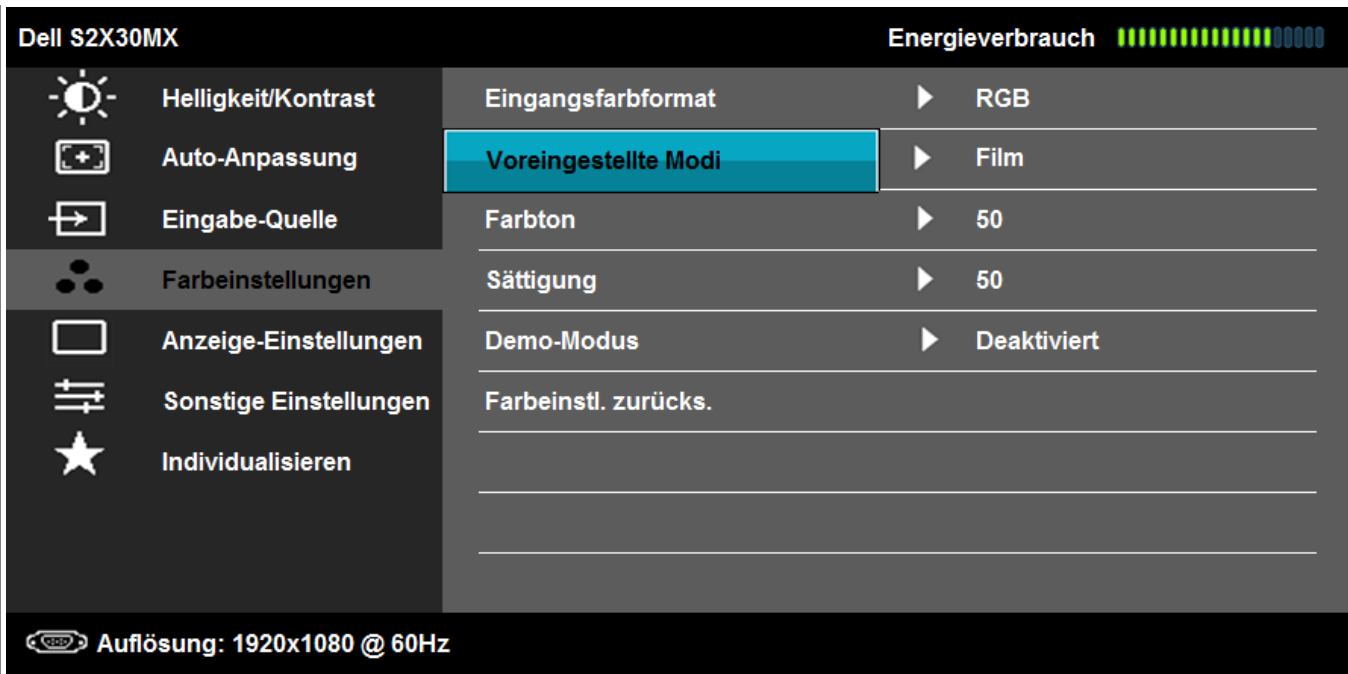 Dell S2X30MX Energieverbrauch
Helligkeit/Kontrast Eingangsfarbformat RGB
Auto-Anpassung Voreingestellte Modi Film
Eingabe-Quelle Farbton 50
Farbeinstellungen Sättigung 50
Anzeige-Einstellungen Demo-Modus Deaktiviert
Sonstige Einstellungen Farbeinstl. zurücks.
Individualisieren
Auflösung: 1920x1080 @ 60Hz